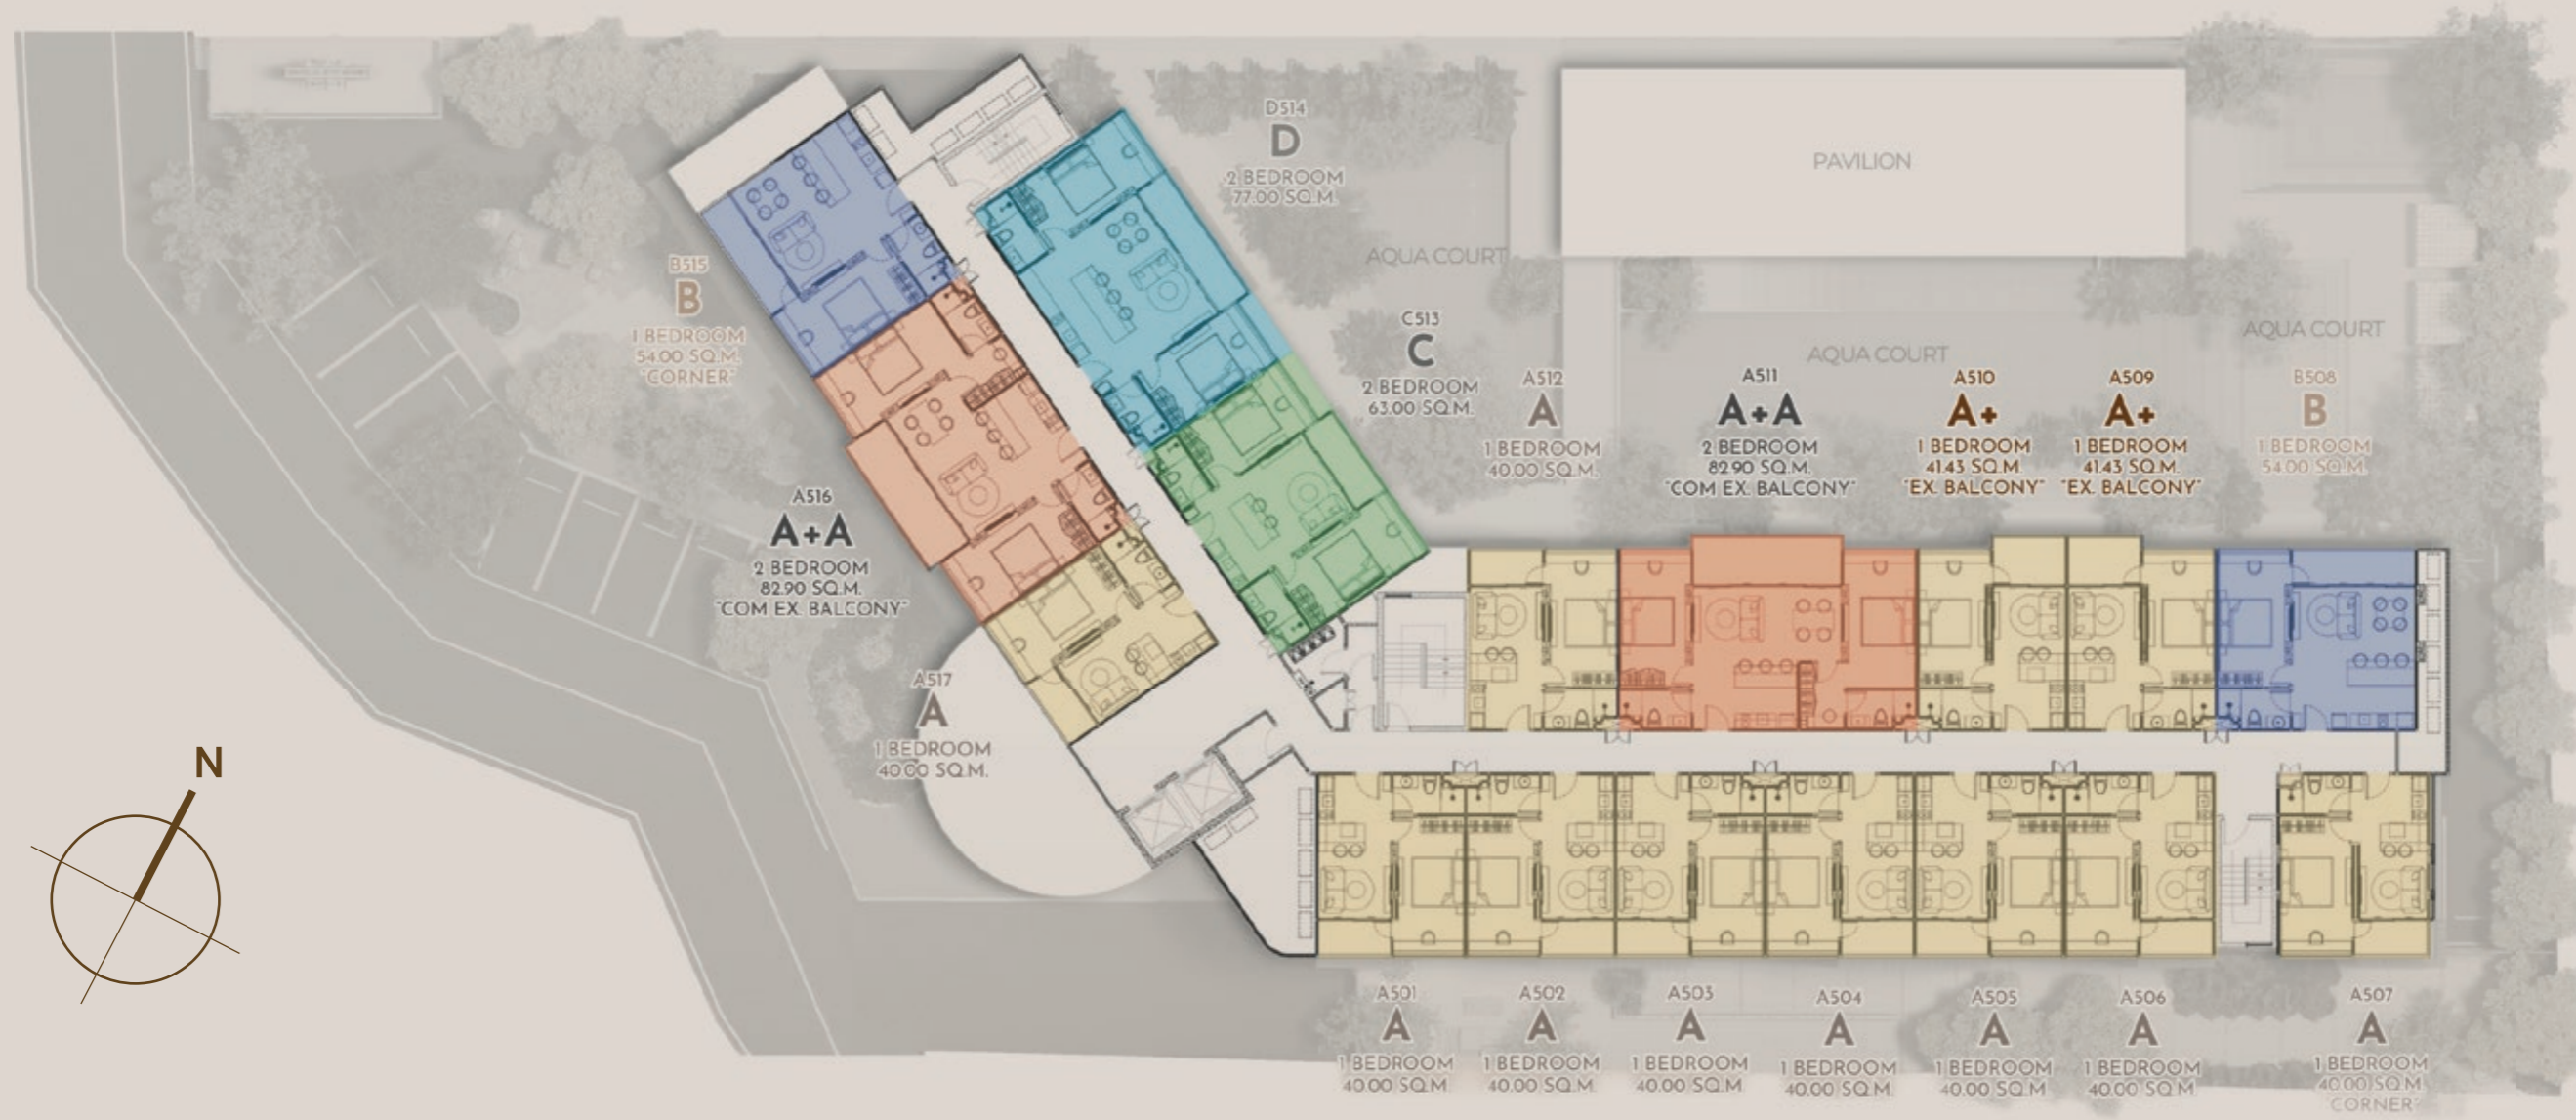 D514
D
2 BEDROOM
77.00 SQ.M.
PAVILION
AQUA COURT
B515
B
1 BEDROOM
54.00 SQ.M.
"CORNER"
C513
C
2 BEDROOM
63.00 SQ.M.
AQUA COURT
AQUA COURT
A512
A
1 BEDROOM
40.00 SQ.M.
A511
A+A
2 BEDROOM
82.90 SQ.M.
"COM EX. BALCONY"
A510
A+
1 BEDROOM
41.43 SQ.M.
"EX. BALCONY"
A509
A+
1 BEDROOM
41.43 SQ.M.
"EX. BALCONY"
B508
B
1 BEDROOM
54.00 SQ.M.
A516
A+A
2 BEDROOM
82.90 SQ.M.
"COM EX. BALCONY"
A517
A
1 BEDROOM
40.00 SQ.M.
N
A501
A
1 BEDROOM
40.00 SQ.M
A502
A
1 BEDROOM
40.00 SQ.M
A503
A
1 BEDROOM
40.00 SQ.M
A504
A
1 BEDROOM
40.00 SQ.M
A505
A
1 BEDROOM
40.00 SQ.M
A506
A
1 BEDROOM
40.00 SQ.M
A507
A
1 BEDROOM
40.00 SQ.M
"CORNER"